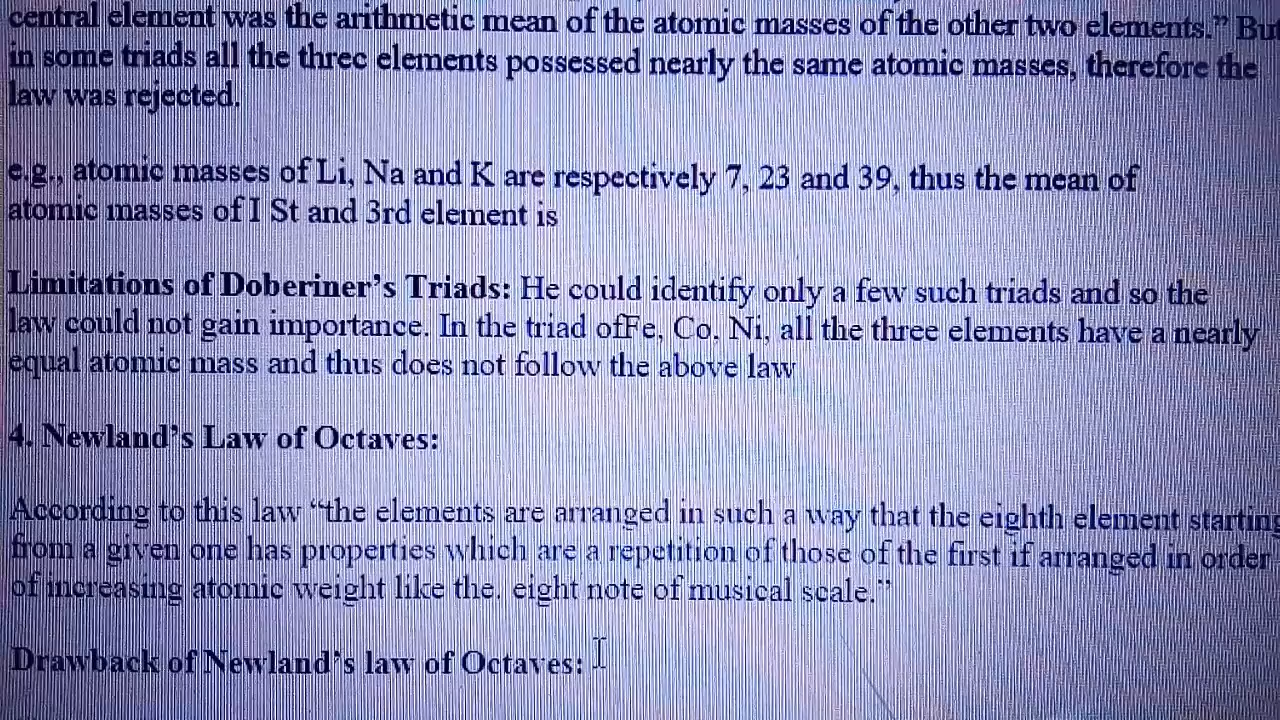 central element was the arithmetic mean of the atomic masses of the other two elements.” Bu
in some triads all the three elements possessed nearly the same atomic masses, therefore the
law was rejected.
e.g., atomic masses of Li, Na and K are respectively 7, 23 and 39, thus the mean of
atomic masses of I St and 3rd element is
Limitations of Doberiner’s Triads: He could identify only a few such triads and so the
law could not gain importance. In the triad ofFe, Co, Ni, all the three elements have a nearly
equal atomic mass and thus does not follow the above law
4. Newland’s Law of Octaves:
According to this law “the elements are arranged in such a way that the eighth element starting
from a given one has properties which are a repetition of those of the first if arranged in order
of increasing atomic weight like the. eight note of musical scale.”
Drawback of Newland’s law of Octaves: